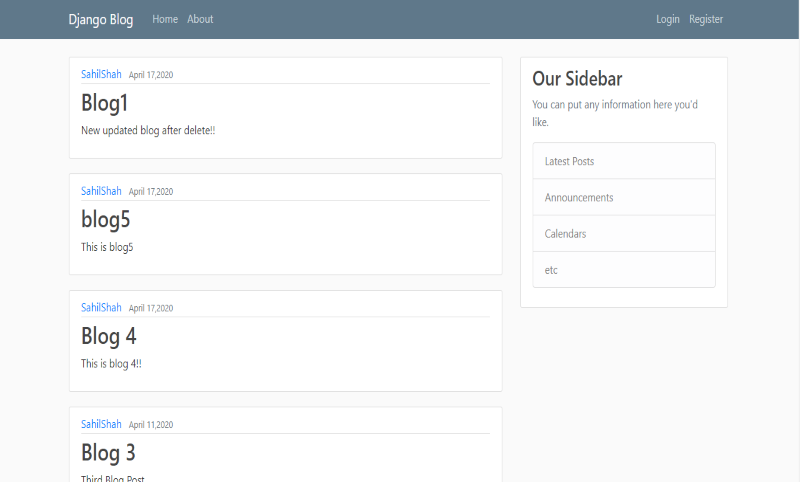 Django Blog Home About Login Register
SahilShah April 17,2020
Blog1
New updated blog after delete!!
SahilShah April 17,2020
blog5
This is blog5
SahilShah April 17,2020
Blog 4
This is blog 4!!
SahilShah April 11,2020
Blog 3
Third Blog Post
Our Sidebar
You can put any information here you'd
like.
Latest Posts
Announcements
Calendars
etc